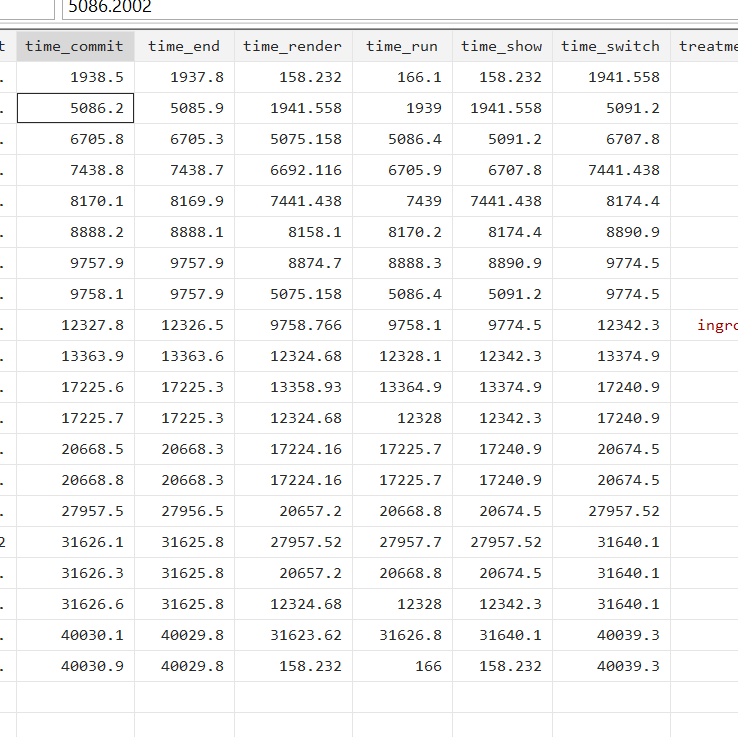 5086.2002
t time_commit time_end time_render time_run time_show time_switch treatme
. 1938.5 1937.8 158.232 166.1 158.232 1941.558
. 5086.2 5085.9 1941.558 1939 1941.558 5091.2
. 6705.8 6705.3 5075.158 5086.4 5091.2 6707.8
. 7438.8 7438.7 6692.116 6705.9 6707.8 7441.438
. 8170.1 8169.9 7441.438 7439 7441.438 8174.4
. 8888.2 8888.1 8158.1 8170.2 8174.4 8890.9
. 9757.9 9757.9 8874.7 8888.3 8890.9 9774.5
. 9758.1 9757.9 5075.158 5086.4 5091.2 9774.5
. 12327.8 12326.5 9758.766 9758.1 9774.5 12342.3 ingro
. 13363.9 13363.6 12324.68 12328.1 12342.3 13374.9
. 17225.6 17225.3 13358.93 13364.9 13374.9 17240.9
. 17225.7 17225.3 12324.68 12328 12342.3 17240.9
. 20668.5 20668.3 17224.16 17225.7 17240.9 20674.5
. 20668.8 20668.3 17224.16 17225.7 17240.9 20674.5
. 27957.5 27956.5 20657.2 20668.8 20674.5 27957.52
2 31626.1 31625.8 27957.52 27957.7 27957.52 31640.1
. 31626.3 31625.8 20657.2 20668.8 20674.5 31640.1
. 31626.6 31625.8 12324.68 12328 12342.3 31640.1
. 40030.1 40029.8 31623.62 31626.8 31640.1 40039.3
. 40030.9 40029.8 158.232 166 158.232 40039.3